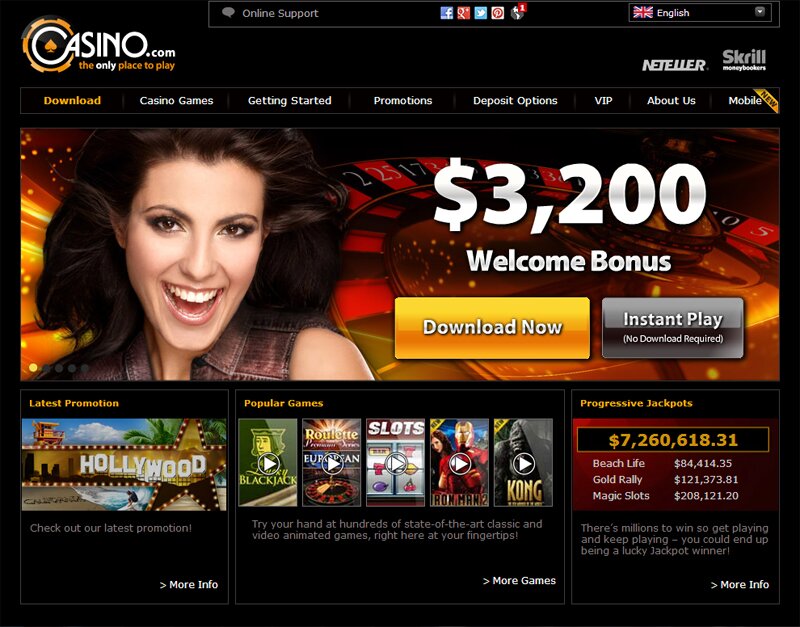 Online Support
1
English
CASINO.com
the only place to play
NETELLER
Skrill
moneybookers
Download
Casino Games
Getting Started
Promotions
Deposit Options
VIP
About Us
Mobile
NEW
$3,200
Welcome Bonus
Download Now
Instant Play
(No Download Required)
Latest Promotion
HOLLYWOOD
Check out our latest promotion!
> More Info
Popular Games
Lucky
BLACKJACK
Roulette
Premium Series
EUROPEAN
SLOTS
BAR
IRON MAN 2
KONG
Try your hand at hundreds of state-of-the-art classic and
video animated games, right here at your fingertips!
> More Games
Progressive Jackpots
$7,260,618.31
Beach Life $84,414.35
Gold Rally $121,373.81
Magic Slots $208,121.20
There's millions to win so get playing
and keep playing – you could end up
being a lucky Jackpot winner!
> More Info